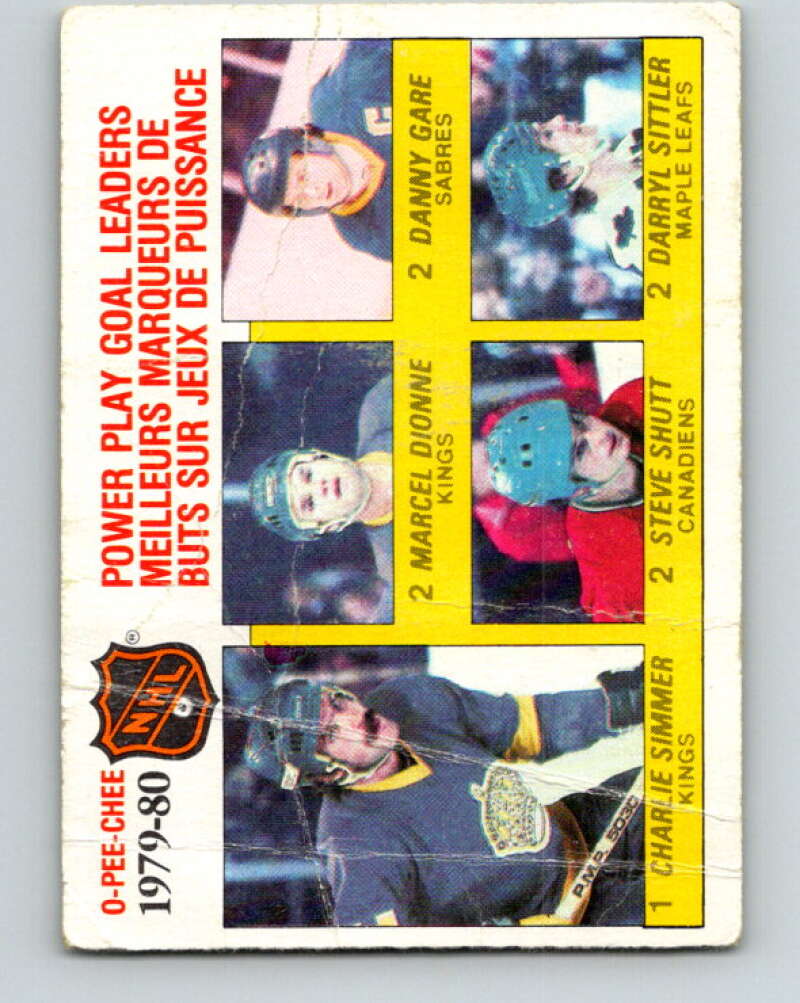 O-PEE-CHEE
1979-80
NHL
®
POWER PLAY GOAL LEADERS
MEILLEURS MARQUEURS DE
BUTS SUR JEUX DE PUISSANCE
1 CHARLIE SIMMER
KINGS
2 MARCEL DIONNE
KINGS
2 DANNY GARE
SABRES
2 STEVE SHUTT
CANADIENS
2 DARRYL SITTLER
MAPLE LEAFS
C
P.M.P. 5030